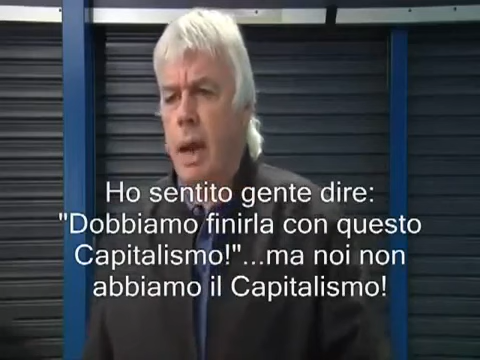 Ho sentito gente dire:
"Dobbiamo finirla con questo
Capitalismo!"...ma noi non
abbiamo il Capitalismo!